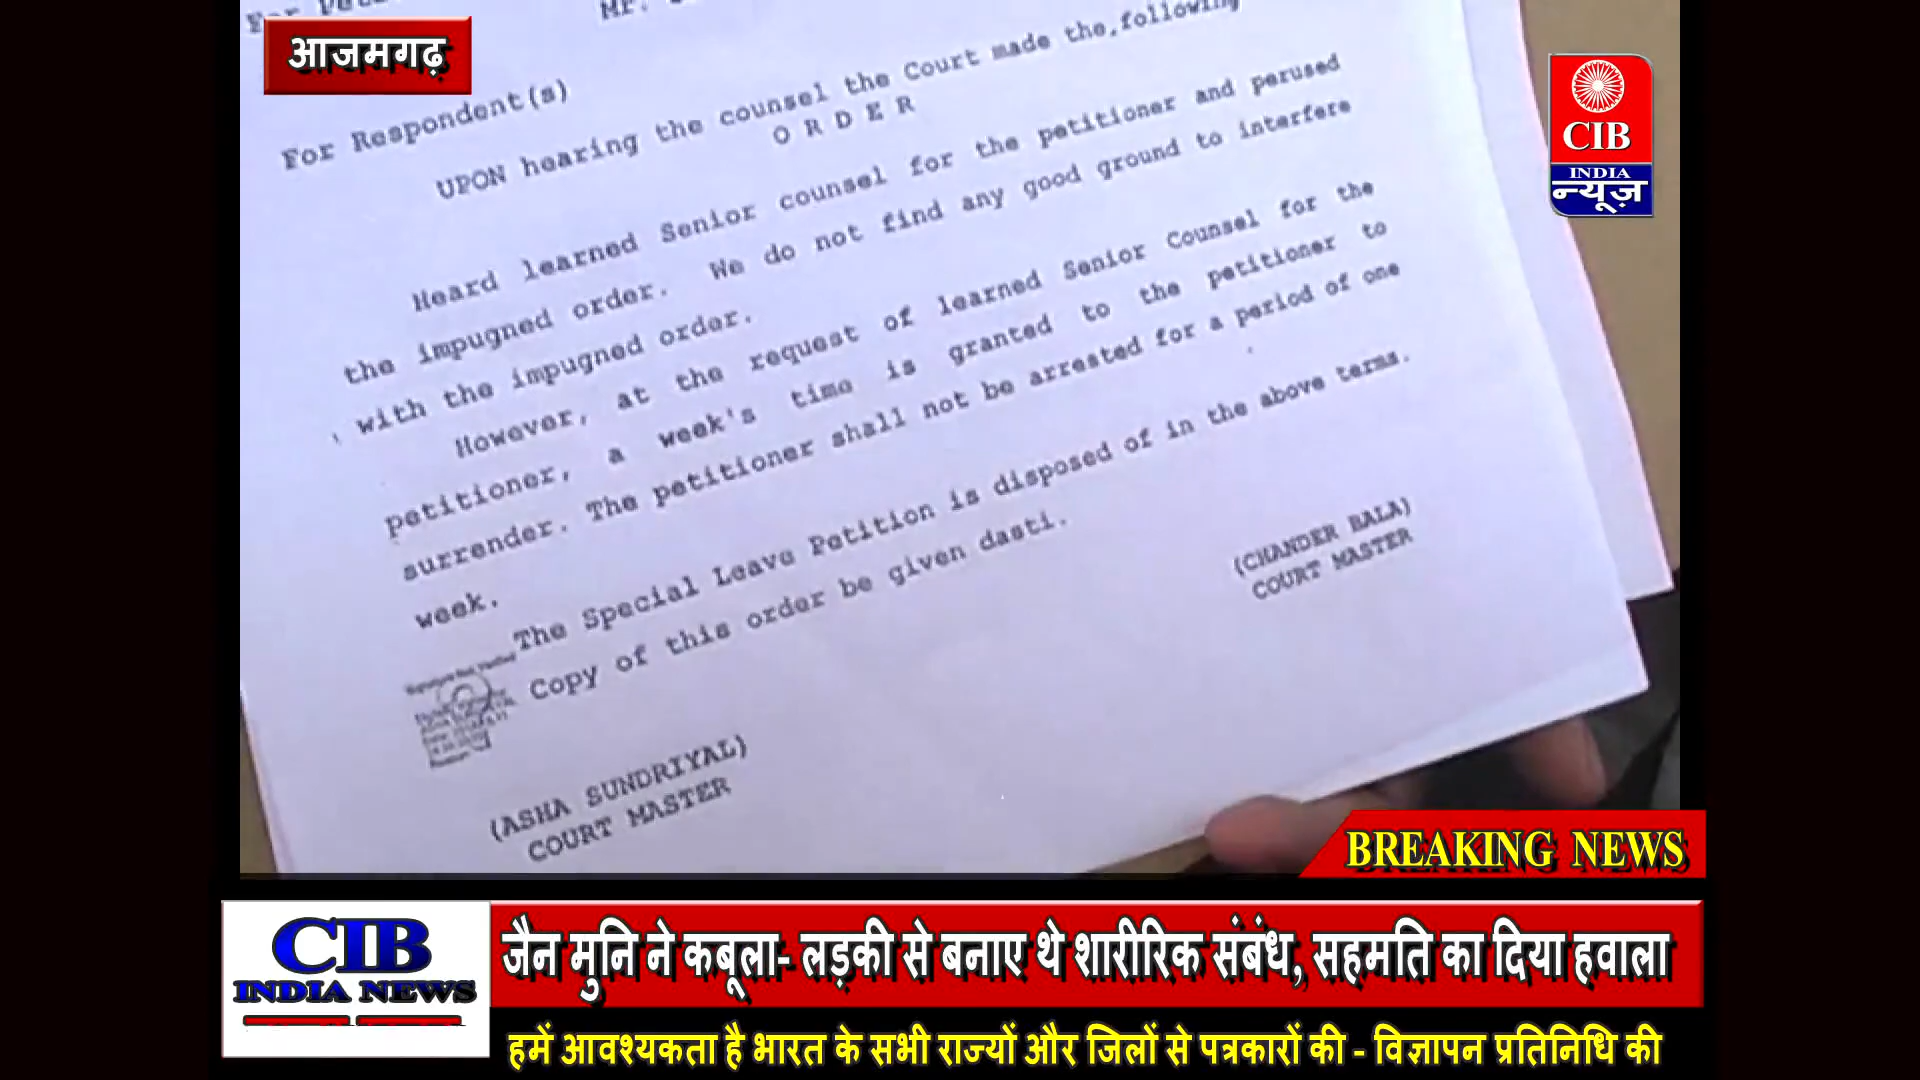 आजमगढ़
CIB
INDIA
न्यूज़
For Respondent(s)
UPON hearing the counsel the Court made the following
O R D E R
Heard learned Senior counsel for the petitioner and perused
the impugned order. We do not find any good ground to interfere
with the impugned order.
However, at the request of learned Senior Counsel for the
petitioner, a week's time is granted to the petitioner to
surrender. The petitioner shall not be arrested for a period of one
week.
The Special Leave Petition is disposed of in the above terms.
Copy of this order be given dasti.
(CHANDER BALA)
COURT MASTER
(ASHA SUNDRIYAL)
COURT MASTER
BREAKING NEWS
CIB
INDIA NEWS
जैन मुनि ने कबूला- लड़की से बनाए थे शारीरिक संबंध, सहमति का दिया हवाला
हमें आवश्यकता है भारत के सभी राज्यों और जिलों से पत्रकारों की - विज्ञापन प्रतिनिधि की